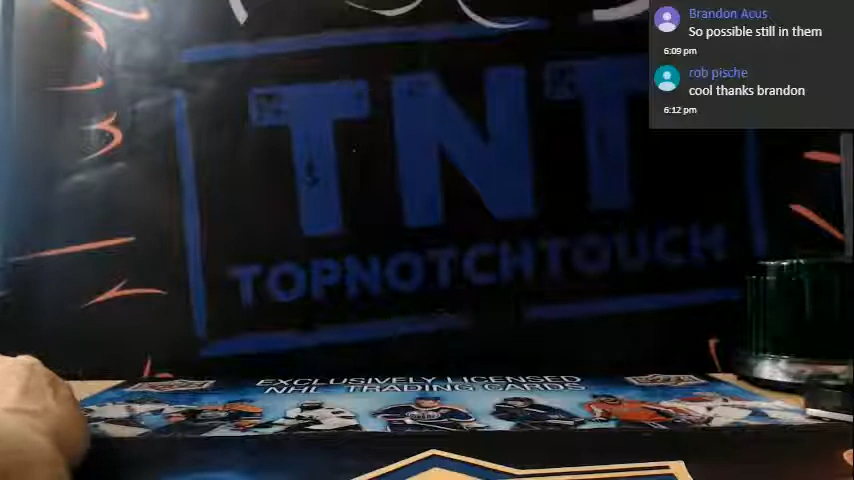 Brandon Acus
So possible still in them
6:09 pm
rob pische
cool thanks brandon
6:12 pm
TNT
TOPNOTCHTOUCH
EXCLUSIVELY LICENSED
NHL TRADING CARDS